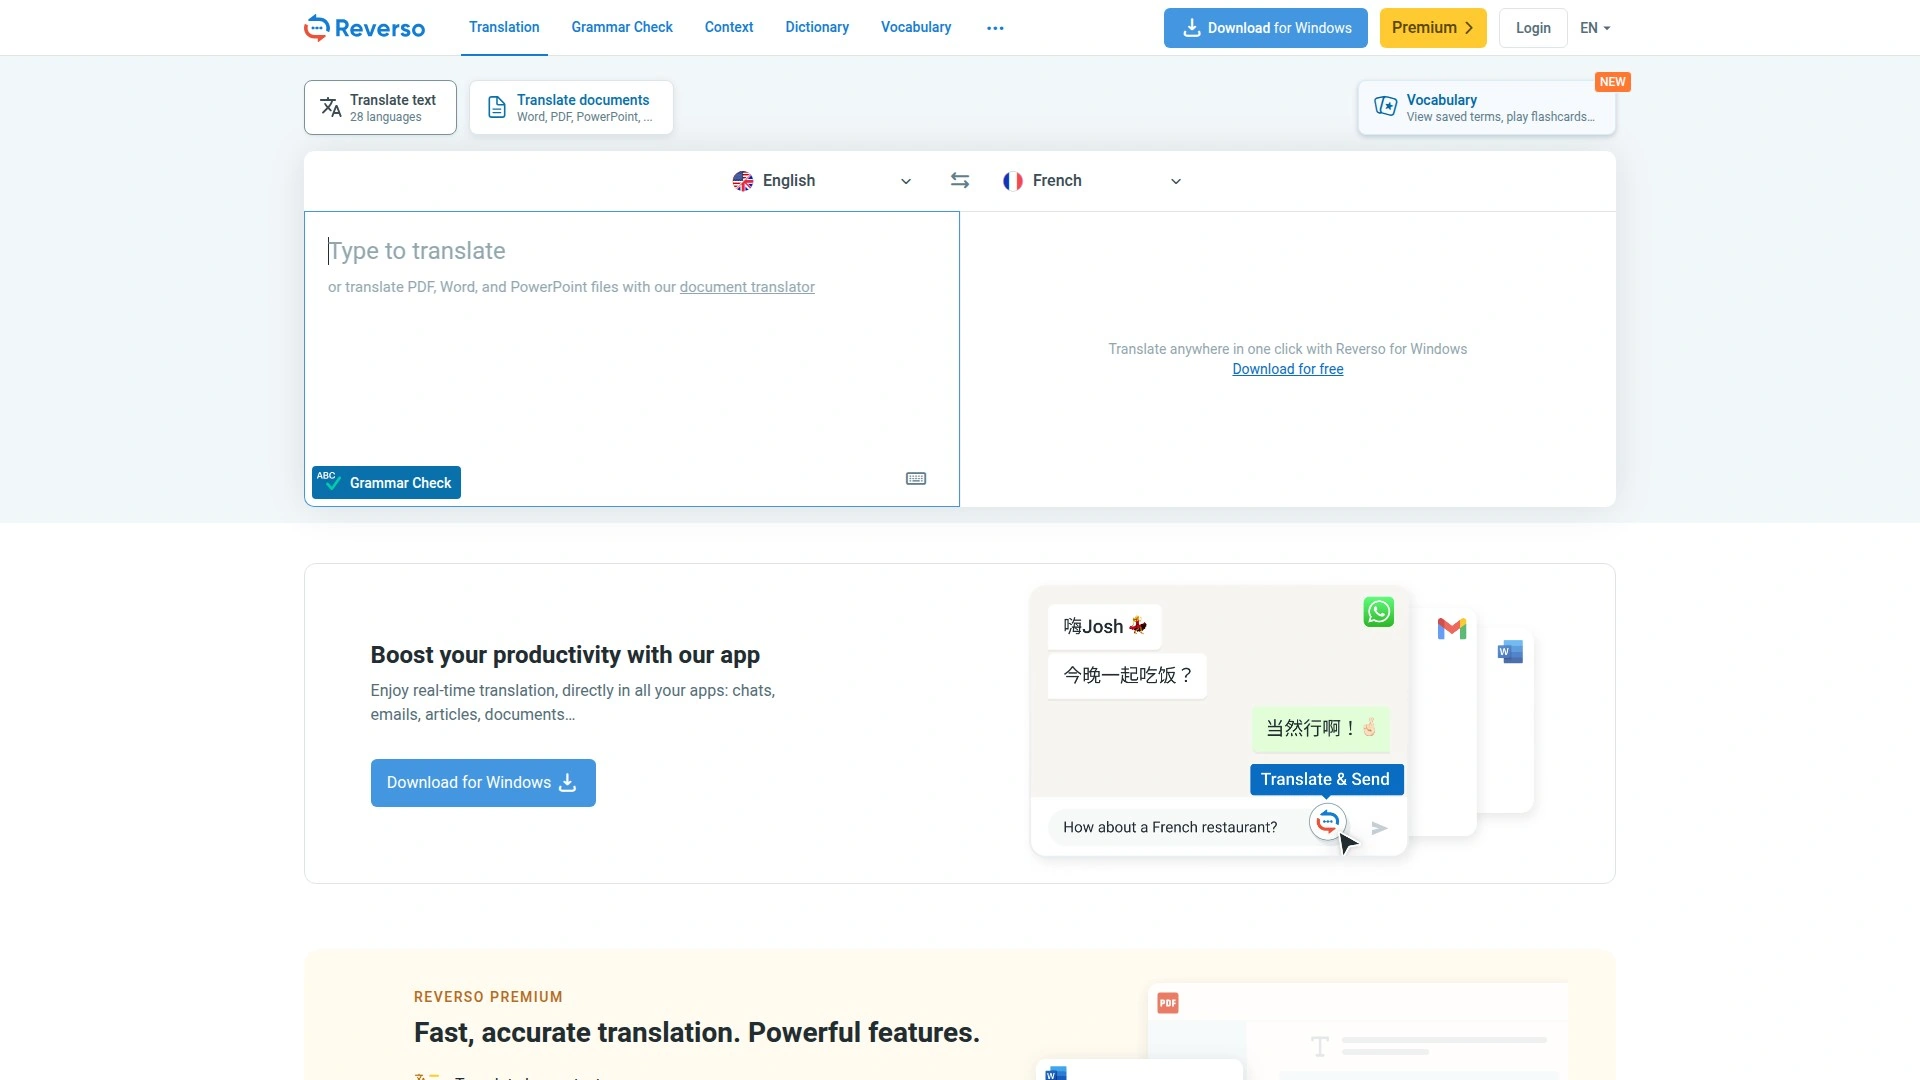 Reverso
Translation
Grammar Check
Context
Dictionary
Vocabulary
Download for Windows
Premium
Login
EN
Translate text
28 languages
Translate documents
Word, PDF, PowerPoint, ...
NEW
Vocabulary
View saved terms, play flashcards...
English
French
Type to translate
or translate PDF, Word, and PowerPoint files with our document translator
Translate anywhere in one click with Reverso for Windows
Download for free
ABC
Grammar Check
Boost your productivity with our app
Enjoy real-time translation, directly in all your apps: chats,
emails, articles, documents...
Download for Windows
嗨Josh 💃
今晚一起吃饭？
当然行啊！🤞
Translate & Send
How about a French restaurant?
W
REVERSO PREMIUM
Fast, accurate translation. Powerful features.
PDF
T
W